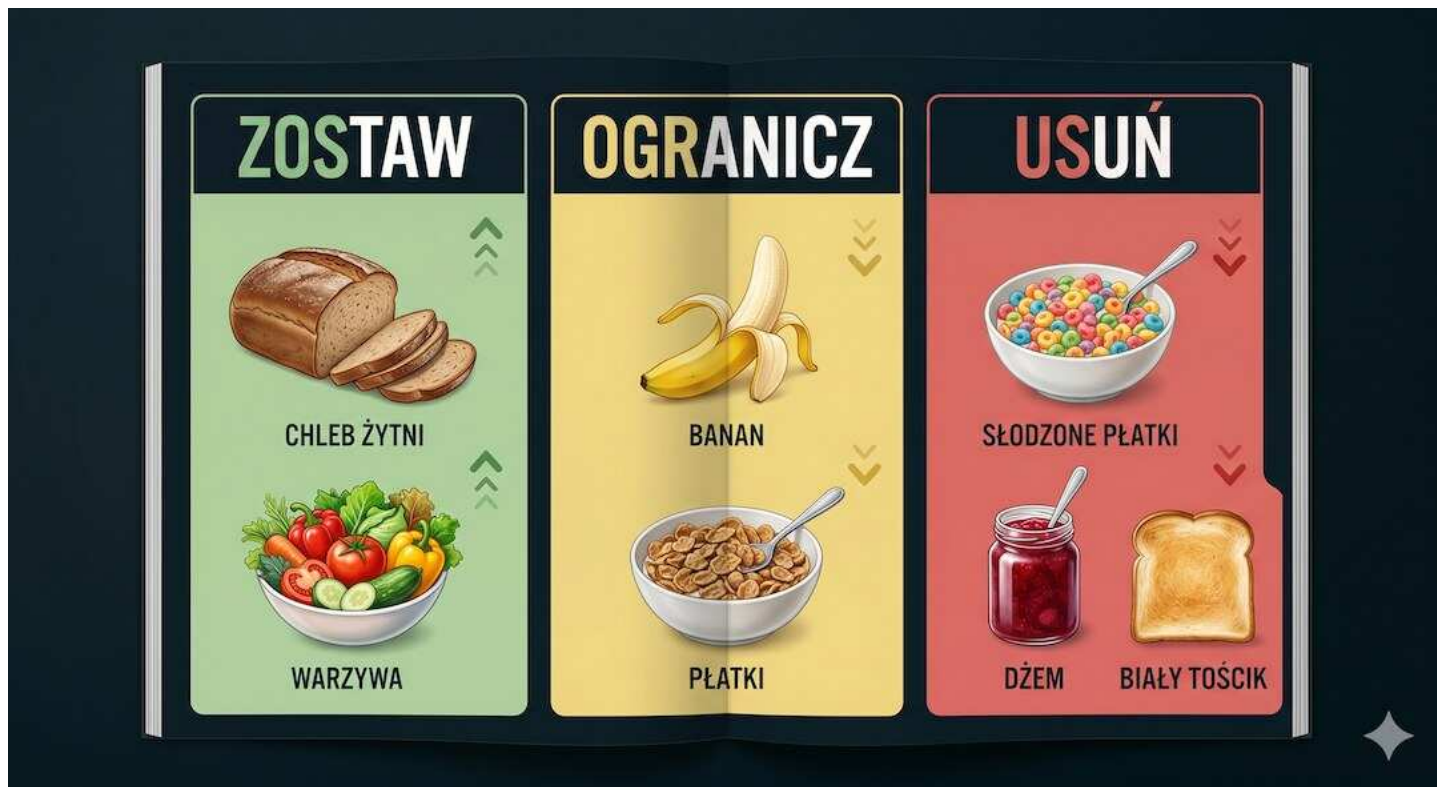 ZOSTAW
CHLEB ŻYTNI
WARZYWA
OGRANICZ
BANAN
PŁATKI
USUŃ
SŁODZONE PŁATKI
DŻEM
BIAŁY TOŚCIK